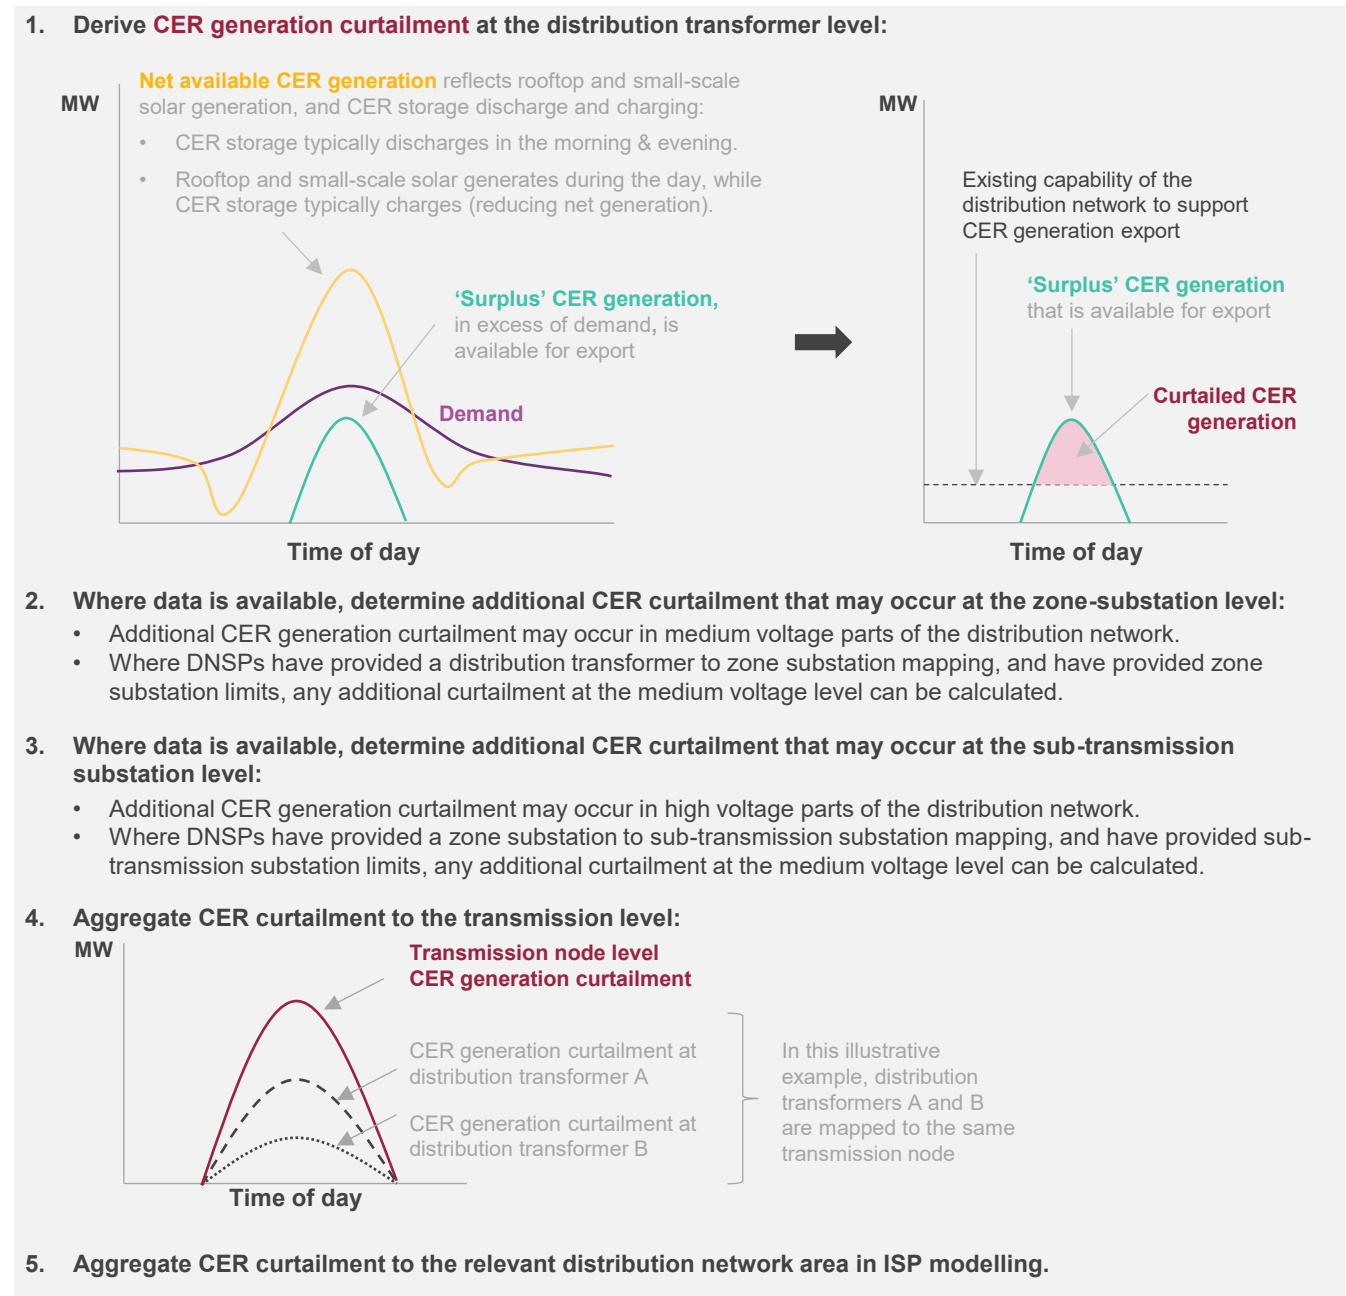 1. Derive CER generation curtailment at the distribution transformer level:
MW
Net available CER generation reflects rooftop and small-scale
solar generation, and CER storage discharge and charging:
• CER storage typically discharges in the morning & evening.
• Rooftop and small-scale solar generates during the day, while
CER storage typically charges (reducing net generation).
‘Surplus’ CER generation,
in excess of demand, is
available for export
Demand
Time of day
MW
Existing capability of the
distribution network to support
CER generation export
‘Surplus’ CER generation
that is available for export
Curtailed CER
generation
Time of day
2. Where data is available, determine additional CER curtailment that may occur at the zone-substation level:
• Additional CER generation curtailment may occur in medium voltage parts of the distribution network.
• Where DNSPs have provided a distribution transformer to zone substation mapping, and have provided zone
substation limits, any additional curtailment at the medium voltage level can be calculated.
3. Where data is available, determine additional CER curtailment that may occur at the sub-transmission
substation level:
• Additional CER generation curtailment may occur in high voltage parts of the distribution network.
• Where DNSPs have provided a zone substation to sub-transmission substation mapping, and have provided sub-
transmission substation limits, any additional curtailment at the medium voltage level can be calculated.
4. Aggregate CER curtailment to the transmission level:
MW
Transmission node level
CER generation curtailment
CER generation curtailment at
distribution transformer A
CER generation curtailment at
distribution transformer B
In this illustrative
example, distribution
transformers A and B
are mapped to the same
transmission node
Time of day
5. Aggregate CER curtailment to the relevant distribution network area in ISP modelling.